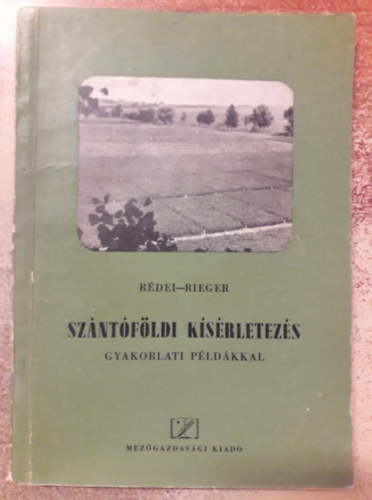 RÉDEI—RIEGER
SZÁNTÓFÖLDI KÍSÉRLETEZÉS
GYAKORLATI PÉLDÁKKAL
MEZŐGAZDASÁGI KIADÓ